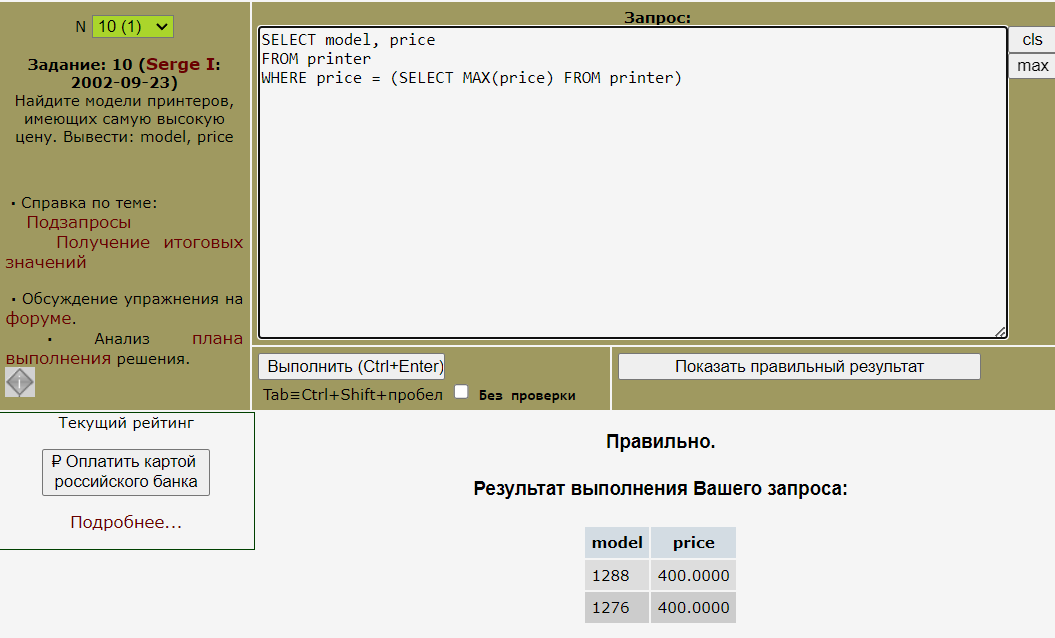 N 10 (1)
Задание: 10 (Serge I:
2002-09-23)
Найдите модели принтеров,
имеющих самую высокую
цену. Вывести: model, price
• Справка по теме:
Подзапросы
Получение итоговых
значений
• Обсуждение упражнения на
форуме.
• Анализ плана
выполнения решения.
Запрос:
SELECT model, price
FROM printer
WHERE price = (SELECT MAX(price) FROM printer)
cls
max
Выполнить (Ctrl+Enter)
Tab≡Ctrl+Shift+пробел Без проверки
Показать правильный результат
Текущий рейтинг
₽ Оплатить картой
российского банка
Подробнее...
Правильно.
Результат выполнения Вашего запроса:
model price
1288 400.0000
1276 400.0000